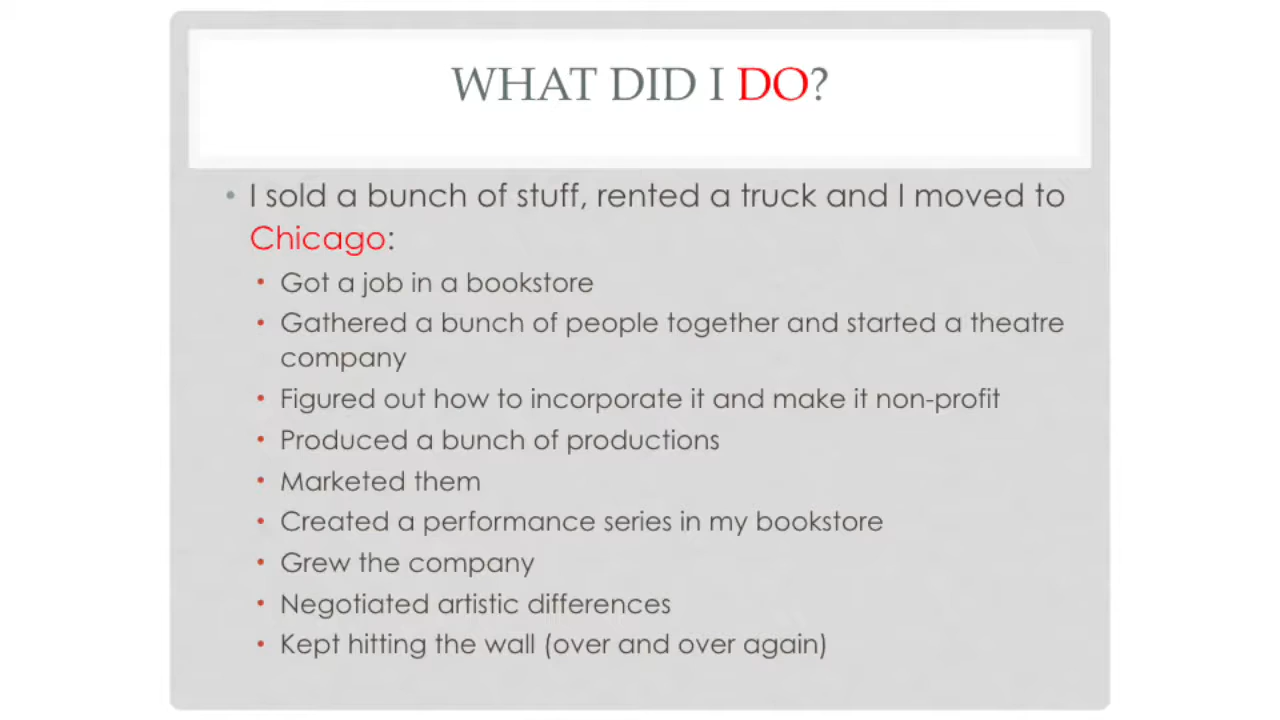 WHAT DID I DO?
• I sold a bunch of stuff, rented a truck and I moved to
Chicago:
• Got a job in a bookstore
• Gathered a bunch of people together and started a theatre
company
• Figured out how to incorporate it and make it non-profit
• Produced a bunch of productions
• Marketed them
• Created a performance series in my bookstore
• Grew the company
• Negotiated artistic differences
• Kept hitting the wall (over and over again)